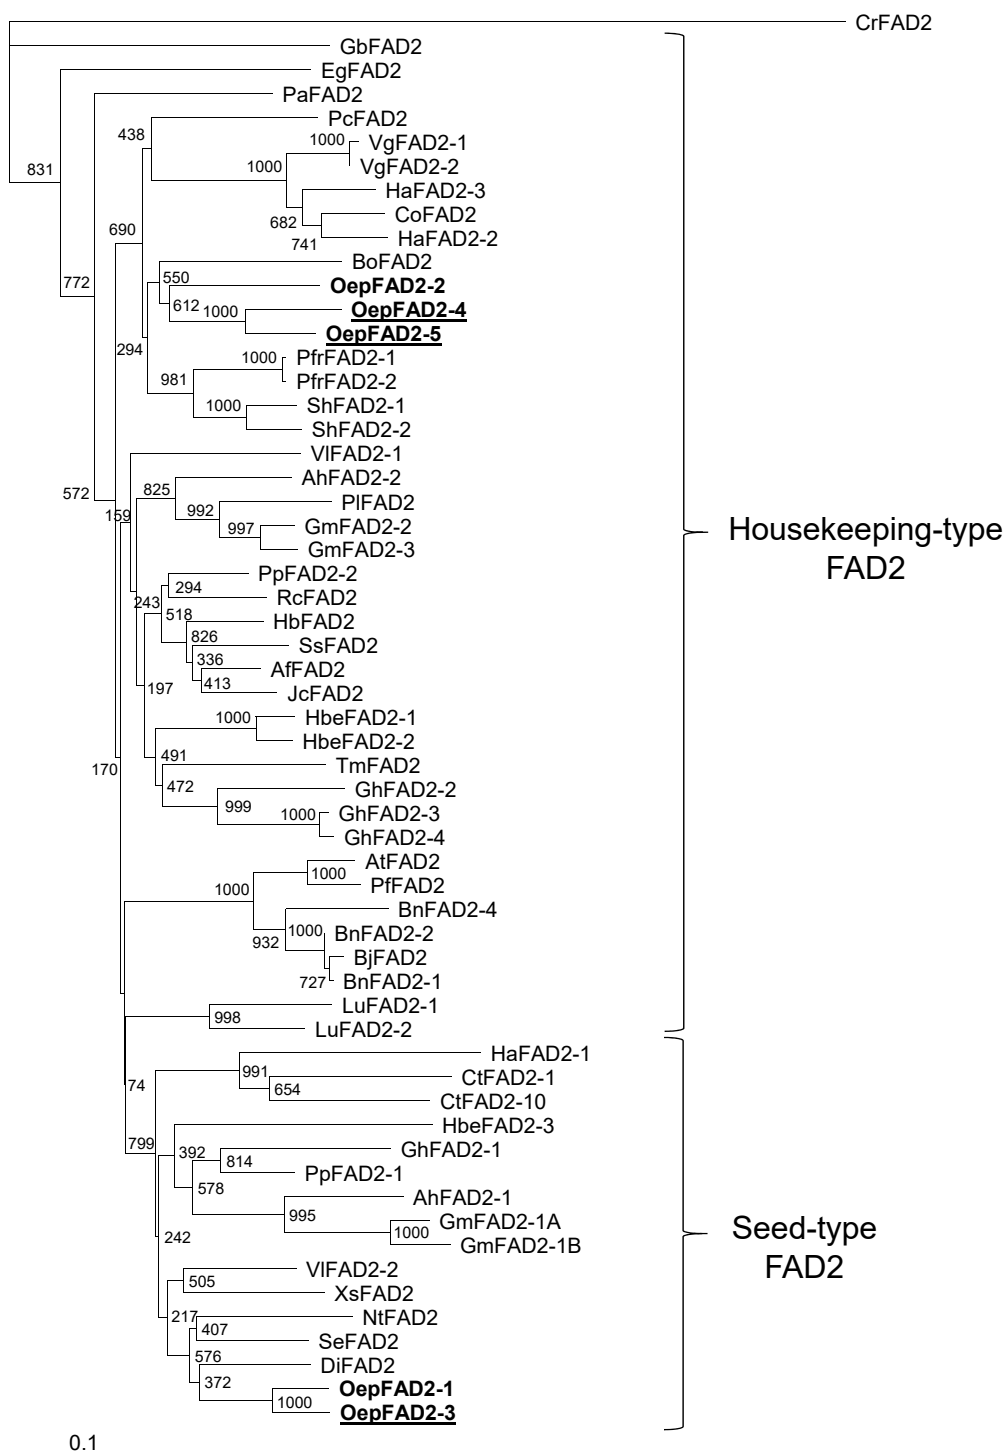 CrFAD2
GbFAD2
EgFAD2
PaFAD2
PcFAD2
438
1000
VgFAD2-1
831
1000
VgFAD2-2
HaFAD2-3
682
CoFAD2
690
741
HaFAD2-2
BoFAD2
772
550
OepFAD2-2
612
1000
OepFAD2-4
OepFAD2-5
294
1000
PfrFAD2-1
981
PfrFAD2-2
1000
ShFAD2-1
ShFAD2-2
VlFAD2-1
572
825
AhFAD2-2
992
PlFAD2
159
997
GmFAD2-2
GmFAD2-3
Housekeeping-type
FAD2
PpFAD2-2
294
RcFAD2
243
518
HbFAD2
826
SsFAD2
336
AfFAD2
197
413
JcFAD2
1000
HbeFAD2-1
HbeFAD2-2
491
TmFAD2
170
472
GhFAD2-2
999
1000
GhFAD2-3
GhFAD2-4
AtFAD2
1000
1000
PfFAD2
BnFAD2-4
932
1000
BnFAD2-2
BjFAD2
727
BnFAD2-1
LuFAD2-1
998
LuFAD2-2
HaFAD2-1
74
991
CtFAD2-1
654
CtFAD2-10
HbeFAD2-3
799
392
GhFAD2-1
814
PpFAD2-1
578
AhFAD2-1
995
GmFAD2-1A
242
1000
GmFAD2-1B
Seed-type
FAD2
VlFAD2-2
505
XsFAD2
217
NtFAD2
407
SeFAD2
576
DiFAD2
372
OepFAD2-1
1000
OepFAD2-3
0.1